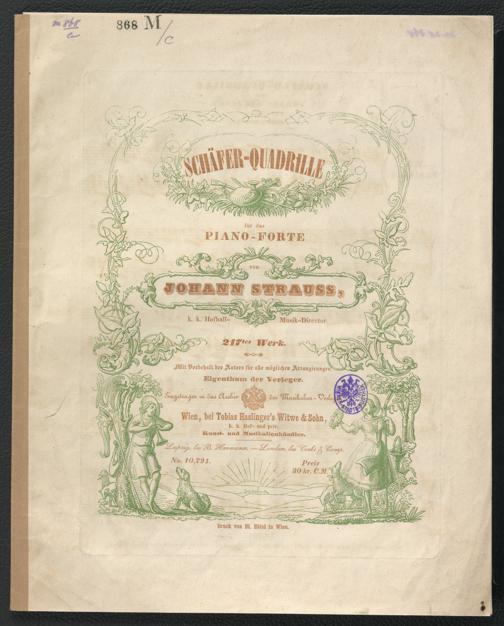 868 M
/c
SCHÄFER-QUADRILLE
für das
PIANO-FORTE
von
JOHANN STRAUSS,
k. k. Hofball- Musik-Director.
217tes Werk.
Mit Vorbehalt des Autors für alle möglichen Arrangirungen.
Eigenthum der Verleger.
Eingetragen in das Archiv der Musikalien-Verleger
Wien, bei Tobias Haslinger's Witwe & Sohn,
k. k. Hof- und priv.
Kunst- und Musikalienhändler.
Leipzig, bei B. Hermann. — London, bei Cocks & Comp.
No. 10,791. Preis
30 kr. C.M.
Druck von in Wien.